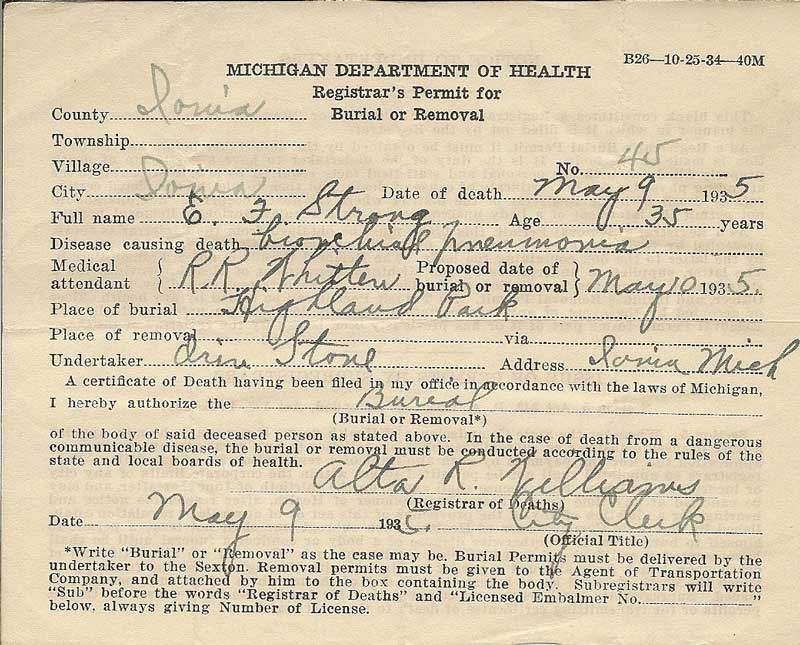 B26—10-25-34—40M
MICHIGAN DEPARTMENT OF HEALTH
Registrar's Permit for
Burial or Removal
County Ionia
Township
Village
No. 45
City Ionia Date of death May 9 1935
Full name E. F. Strong Age 35 years
Disease causing death bronchial pneumonia
Medical attendant R.R. Whitten Proposed date of burial or removal May 10 1935.
Place of burial Highland Park
Place of removal via
Undertaker Orin Stone Address Ionia Mich
A certificate of Death having been filed in my office in accordance with the laws of Michigan,
I hereby authorize the Burial
(Burial or Removal*)
of the body of said deceased person as stated above. In the case of death from a dangerous
communicable disease, the burial or removal must be conducted according to the rules of the
state and local boards of health.
Alta R. Williams
(Registrar of Deaths)
Date May 9 1935. City Clerk
(Official Title)
*Write "Burial" or "Removal" as the case may be. Burial Permits must be delivered by the
undertaker to the Sexton. Removal permits must be given to the Agent of Transportation
Company, and attached by him to the box containing the body. Subregistrars will write
"Sub" before the words "Registrar of Deaths" and "Licensed Embalmer No. "
below, always giving Number of License.